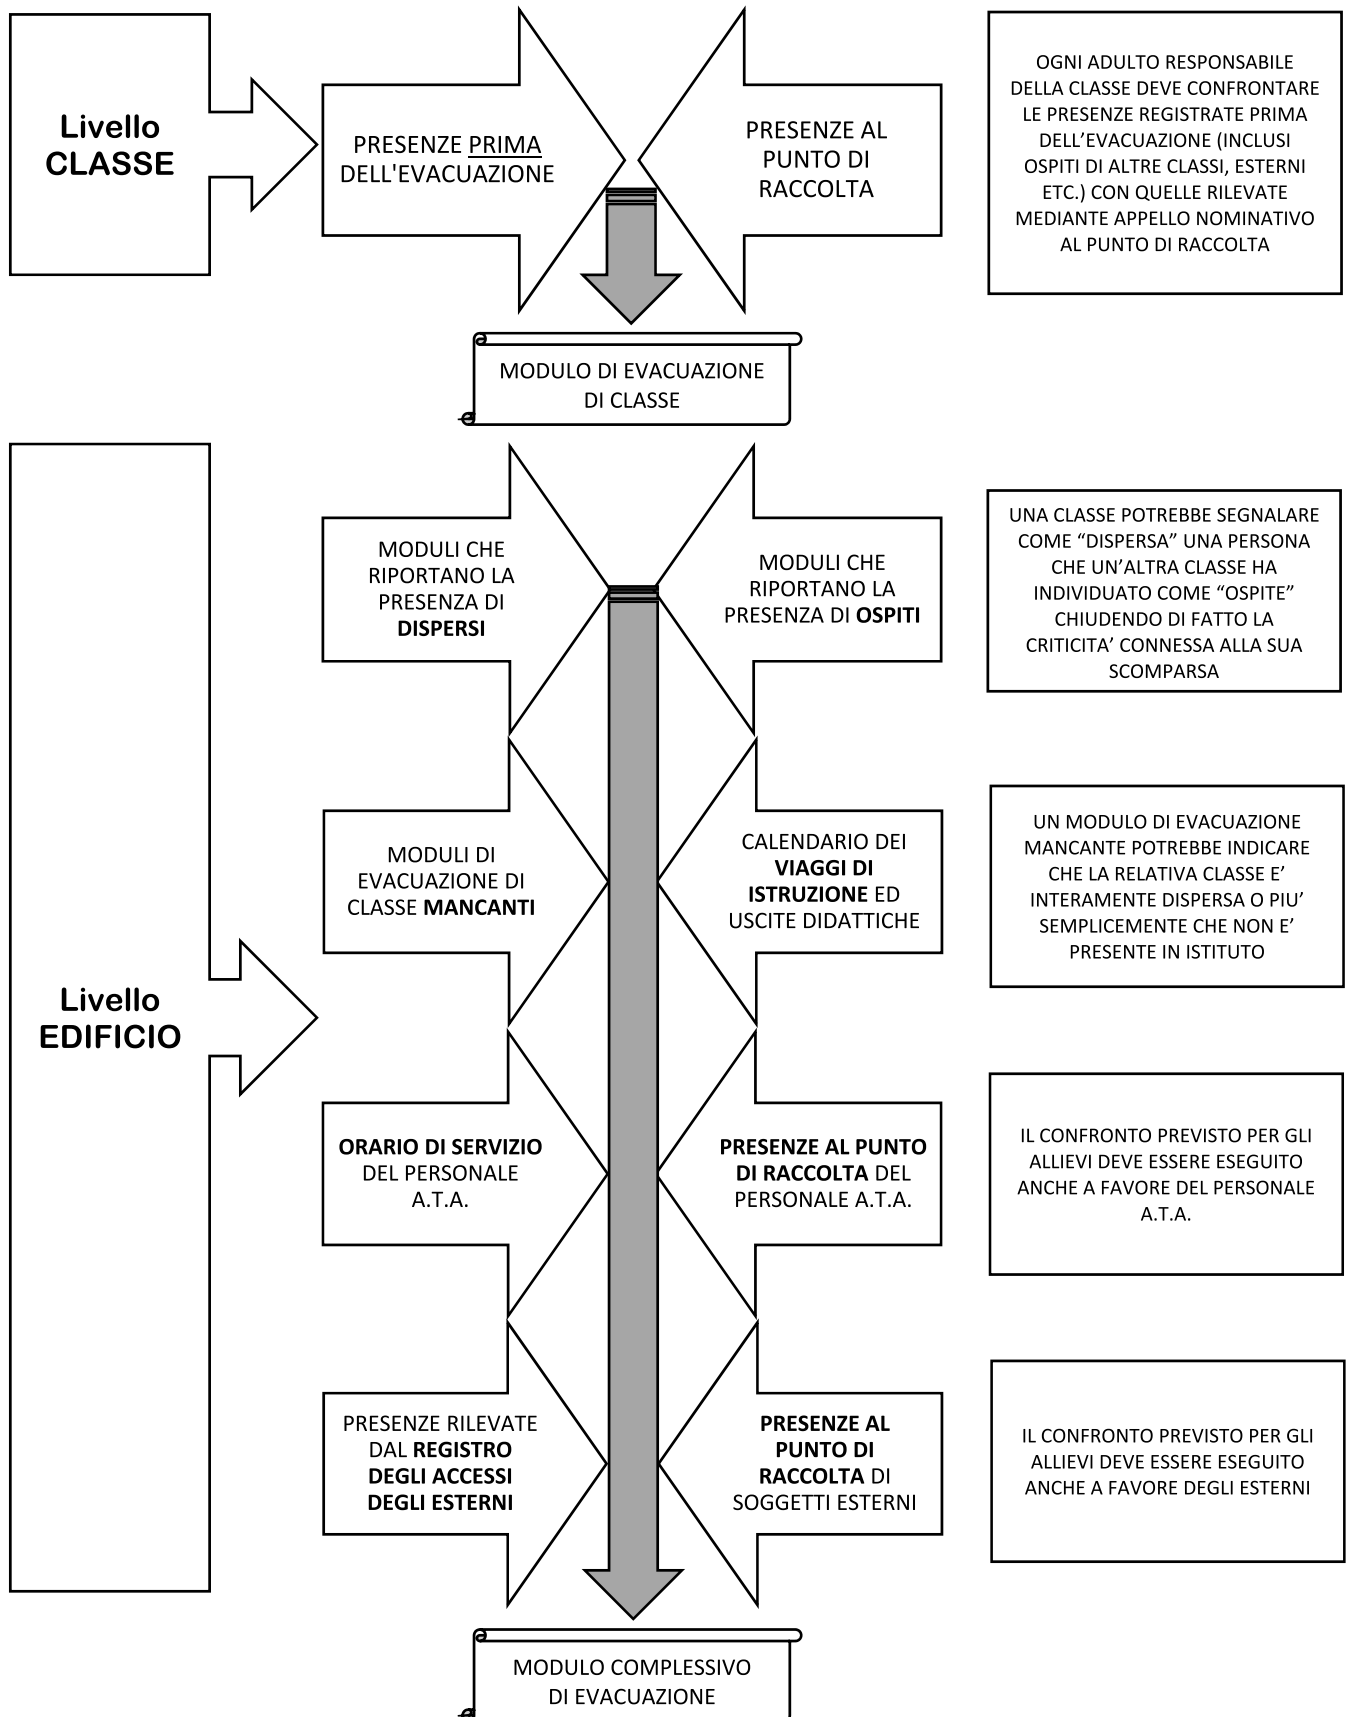 Livello
CLASSE
PRESENZE PRIMA
DELL'EVACUAZIONE
PRESENZE AL
PUNTO DI
RACCOLTA
OGNI ADULTO RESPONSABILE
DELLA CLASSE DEVE CONFRONTARE
LE PRESENZE REGISTRATE PRIMA
DELL’EVACUAZIONE (INCLUSI
OSPITI DI ALTRE CLASSI, ESTERNI
ETC.) CON QUELLE RILEVATE
MEDIANTE APPELLO NOMINATIVO
AL PUNTO DI RACCOLTA
MODULO DI EVACUAZIONE
DI CLASSE
Livello
EDIFICIO
MODULI CHE
RIPORTANO LA
PRESENZA DI
DISPERSI
MODULI CHE
RIPORTANO LA
PRESENZA DI OSPITI
UNA CLASSE POTREBBE SEGNALARE
COME “DISPERSA” UNA PERSONA
CHE UN’ALTRA CLASSE HA
INDIVIDUATO COME “OSPITE”
CHIUDENDO DI FATTO LA
CRITICITA’ CONNESSA ALLA SUA
SCOMPARSA
MODULI DI
EVACUAZIONE DI
CLASSE MANCANTI
CALENDARIO DEI
VIAGGI DI
ISTRUZIONE ED
USCITE DIDATTICHE
UN MODULO DI EVACUAZIONE
MANCANTE POTREBBE INDICARE
CHE LA RELATIVA CLASSE E’
INTERAMENTE DISPERSA O PIU’
SEMPLICEMENTE CHE NON E’
PRESENTE IN ISTITUTO
ORARIO DI SERVIZIO
DEL PERSONALE
A.T.A.
PRESENZE AL PUNTO
DI RACCOLTA DEL
PERSONALE A.T.A.
IL CONFRONTO PREVISTO PER GLI
ALLIEVI DEVE ESSERE ESEGUITO
ANCHE A FAVORE DEL PERSONALE
A.T.A.
PRESENZE RILEVATE
DAL REGISTRO
DEGLI ACCESSI
DEGLI ESTERNI
PRESENZE AL
PUNTO DI
RACCOLTA DI
SOGGETTI ESTERNI
IL CONFRONTO PREVISTO PER GLI
ALLIEVI DEVE ESSERE ESEGUITO
ANCHE A FAVORE DEGLI ESTERNI
MODULO COMPLESSIVO
DI EVACUAZIONE